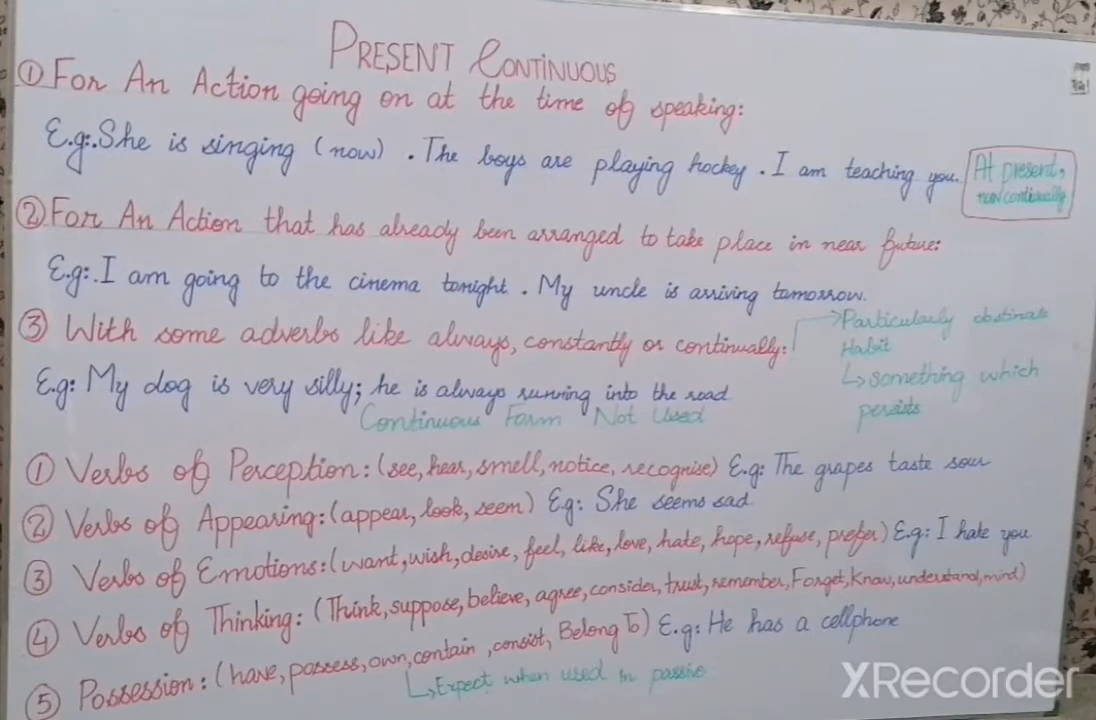 PRESENT CONTINUOUS
① For An Action going on at the time of speaking:
E.g:. She is singing (now) . The boys are playing hockey . I am teaching you.
At present,
now
② For An Action that has already been arranged to take place in near future:
E.g:. I am going to the cinema tonight . My uncle is arriving tomorrow.
③ With some adverbs like always, constantly or continually:
Particularly obstinate
Habit
something which
persists
E.g: My dog is very silly; he is always running into the road
Continuous Form Not Used
① Verbs of Perception: (see, hear, smell, notice, recognise) E.g: The grapes taste sour
② Verbs of Appearing: (appear, look, seem) E.g: She seems sad.
③ Verbs of Emotions: (want, wish, desire, feel, like, love, hate, hope, refuse, prefer) E.g: I hate you
④ Verbs of Thinking: (Think, suppose, believe, agree, consider, trust, remember, Forget, Know, understand, mind)
⑤ Possession: (have, possess, own, contain, consist, Belong To) E.g: He has a cellphone
Expect when used in passive
XRecorder